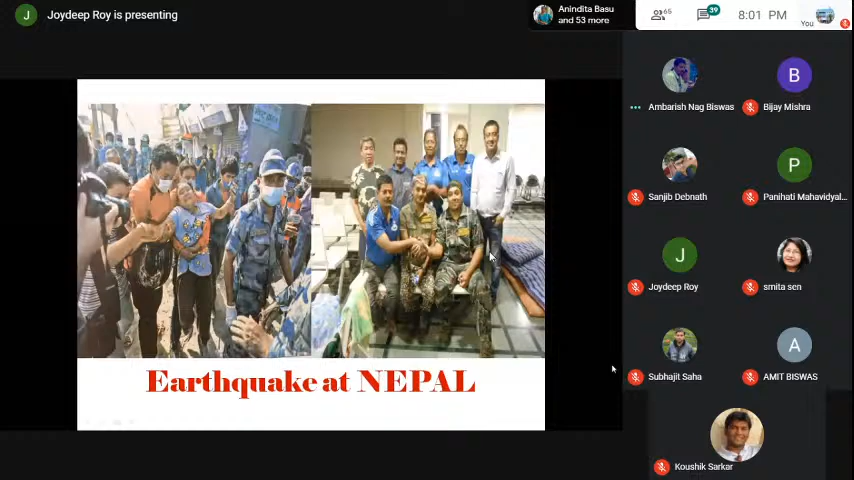 J Joydeep Roy is presenting
Anindita Basu
and 53 more
65
39
8:01 PM
You
Ambarish Nag Biswas
B
Bijay Mishra
Sanjib Debnath
P
Panihati Mahavidyal...
J
Joydeep Roy
smita sen
Subhajit Saha
A
AMIT BISWAS
Koushik Sarkar
Earthquake at NEPAL